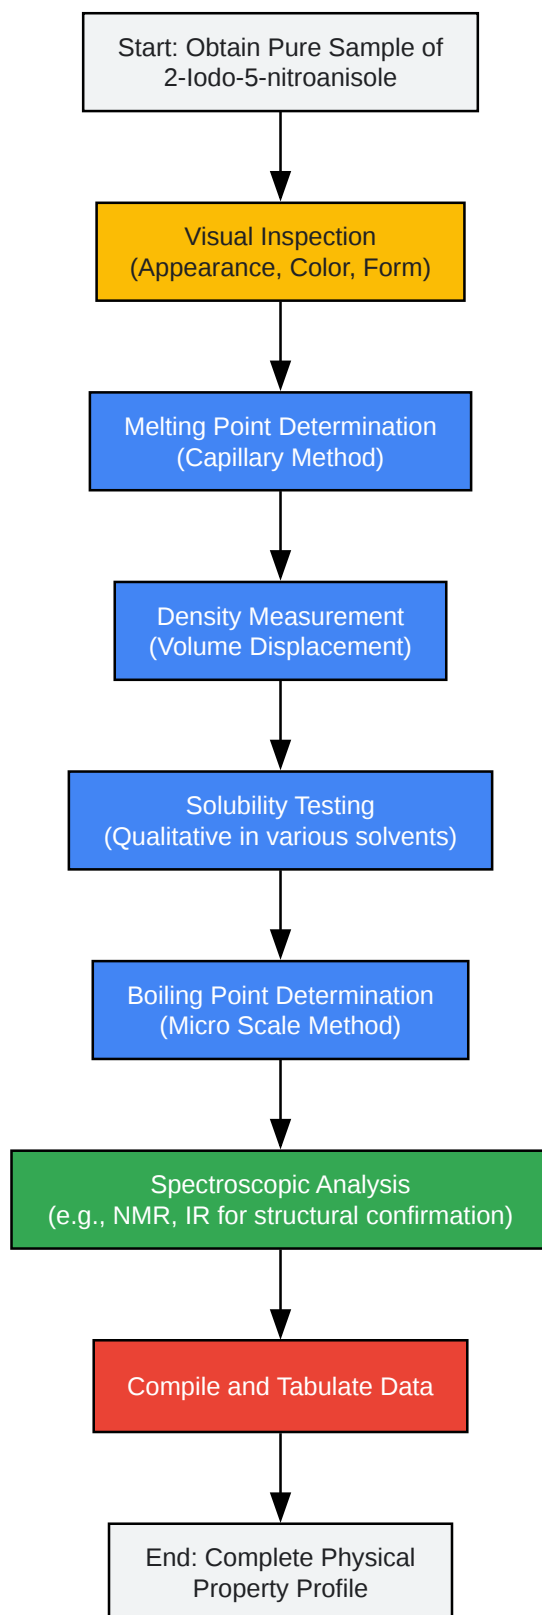 Start: Obtain Pure Sample of
2-Iodo-5-nitroanisole
Visual Inspection
(Appearance, Color, Form)
Melting Point Determination
(Capillary Method)
Density Measurement
(Volume Displacement)
Solubility Testing
(Qualitative in various solvents)
Boiling Point Determination
(Micro Scale Method)
Spectroscopic Analysis
(e.g., NMR, IR for structural confirmation)
Compile and Tabulate Data
End: Complete Physical
Property Profile